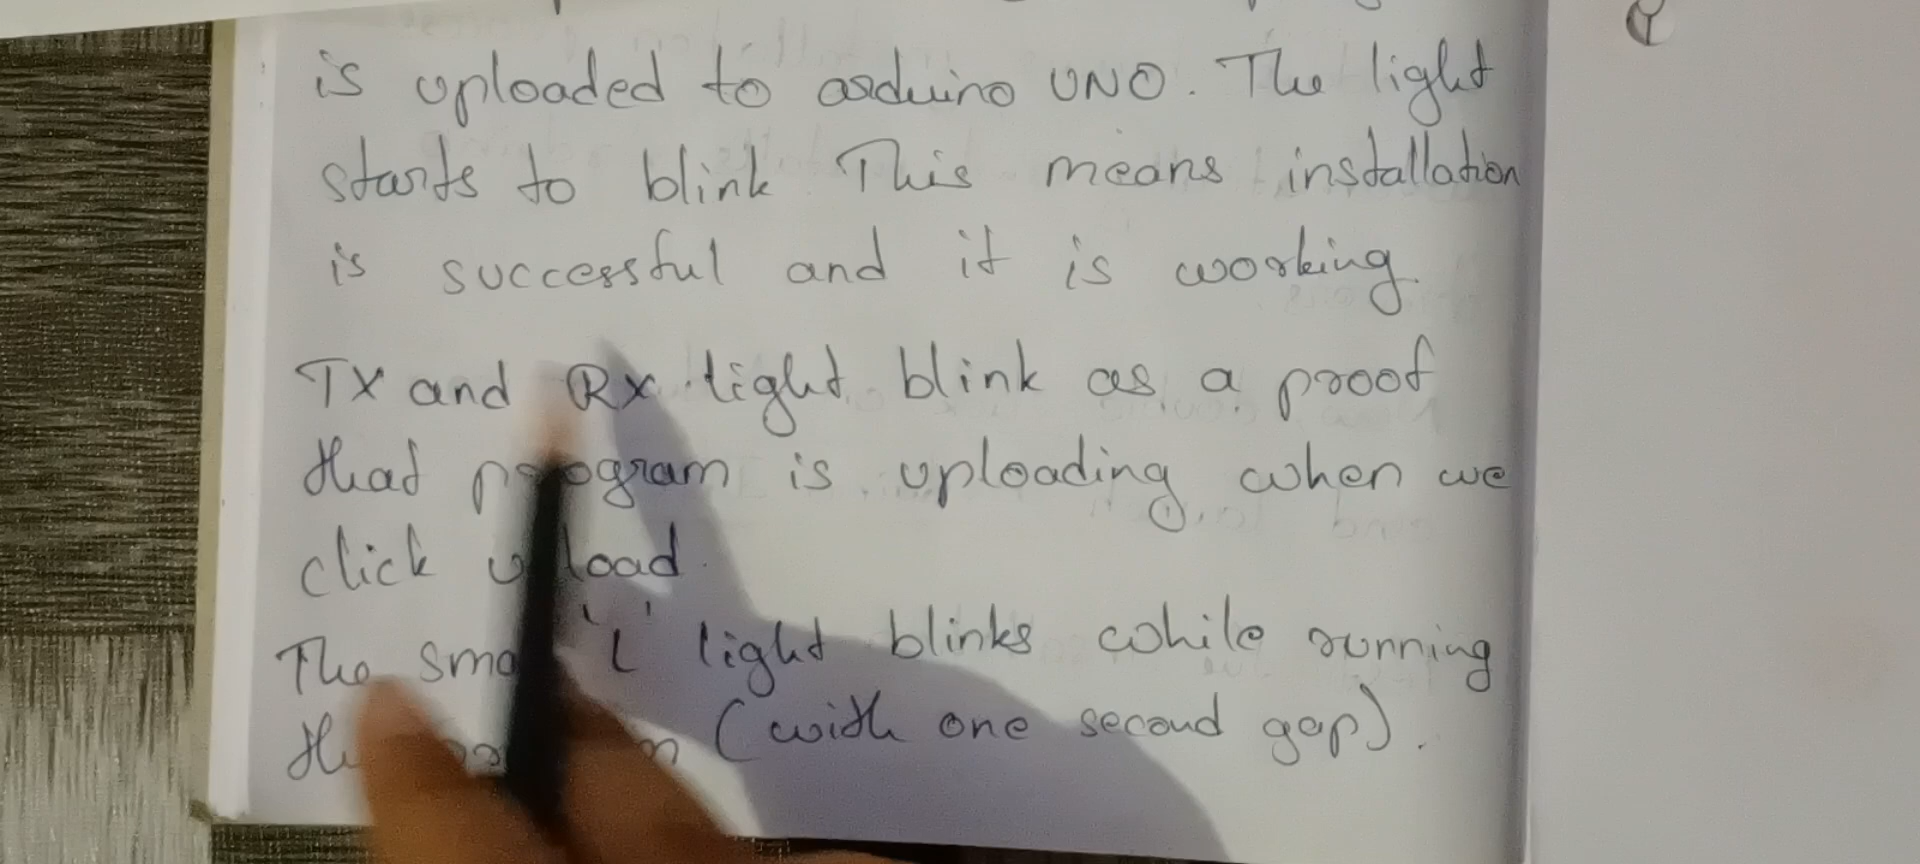 is uploaded to arduino UNO. The light
starts to blink This means installation
is successful and it is working.
TX and RX light blink as a proof
that program is uploading when we
click upload.
The 'L' light blinks while running
(with one second gap).